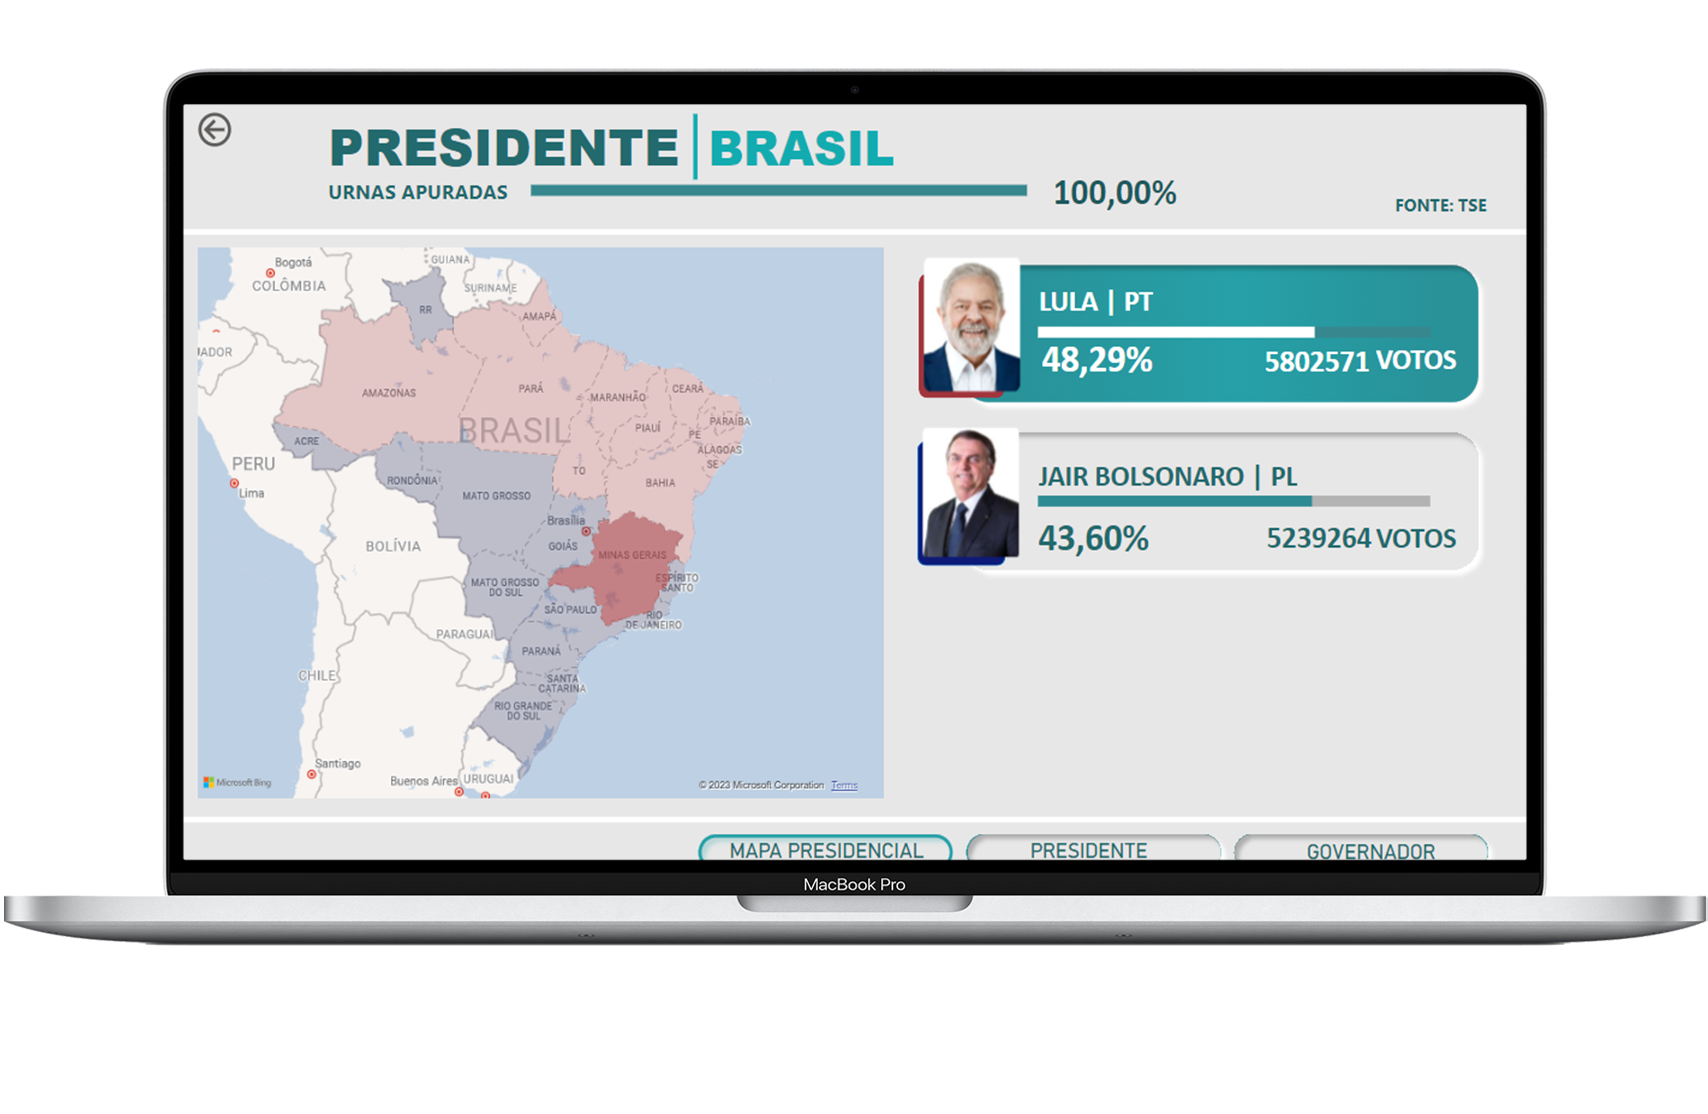 PRESIDENTE BRASIL
URNAS APURADAS 100,00%
FONTE: TSE
Bogotá
COLÔMBIA
GUIANA
SURINAME
RR
AMAPÁ
ADOR
AMAZONAS
PARÁ
MARANHÃO
CEARÁ
BRASIL
PIAUÍ
PARAÍBA
PE
ALAGOAS
SE
ACRE
PERU
Lima
RONDÔNIA
MATO GROSSO
TO
BAHIA
Brasília
GOIÁS
MINAS GERAIS
BOLÍVIA
MATO GROSSO
DO SUL
ESPÍRITO
SANTO
SÃO PAULO
RIO
DE JANEIRO
PARAGUAI
PARANÁ
CHILE
SANTA
CATARINA
RIO GRANDE
DO SUL
Santiago
Buenos Aires
URUGUAI
Microsoft Bing
© 2023 Microsoft Corporation Terms
LULA | PT
48,29% 5802571 VOTOS
JAIR BOLSONARO | PL
43,60% 5239264 VOTOS
MAPA PRESIDENCIAL
PRESIDENTE
GOVERNADOR
MacBook Pro